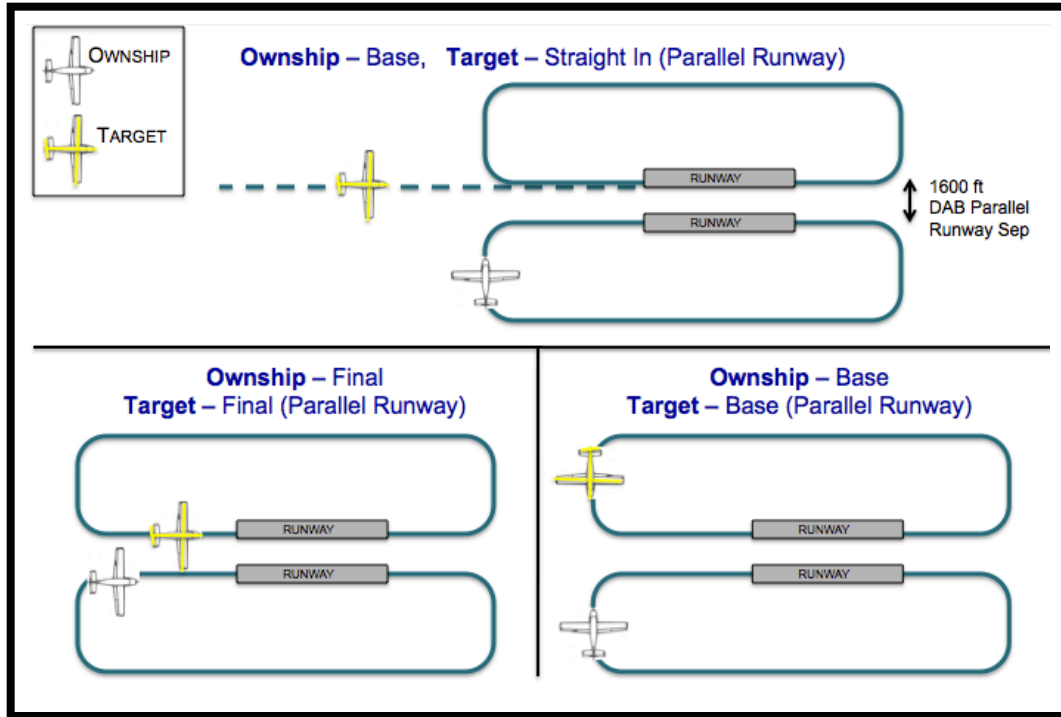 OWNSHIP
TARGET
Ownship – Base, Target – Straight In (Parallel Runway)
RUNWAY
RUNWAY
1600 ft
DAB Parallel
Runway Sep
Ownship – Final
Target – Final (Parallel Runway)
RUNWAY
RUNWAY
Ownship – Base
Target – Base (Parallel Runway)
RUNWAY
RUNWAY